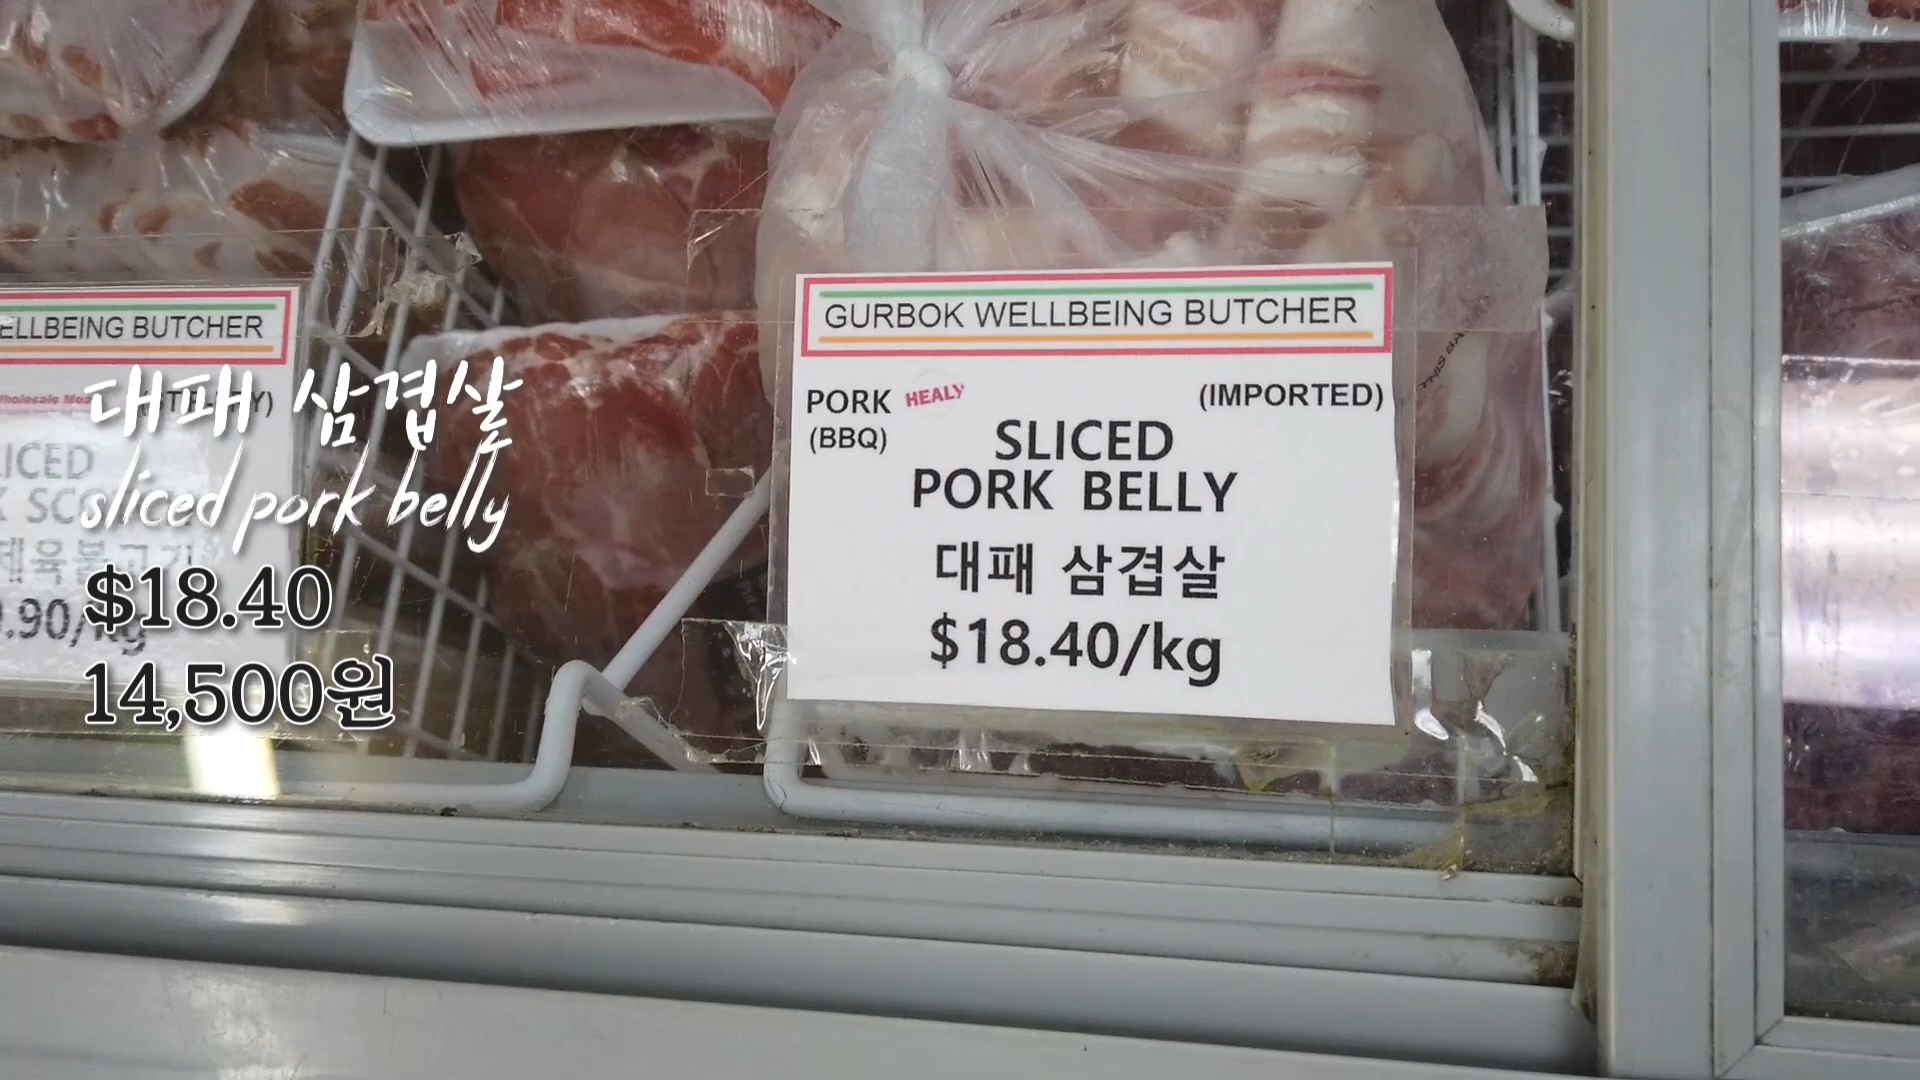 ELLBEING BUTCHER
대패 삼겹살
sliced pork belly
$18.40
14,500원
GURBOK WELLBEING BUTCHER
PORK HEALY (IMPORTED)
(BBQ)
SLICED
PORK BELLY
대패 삼겹살
$18.40/kg